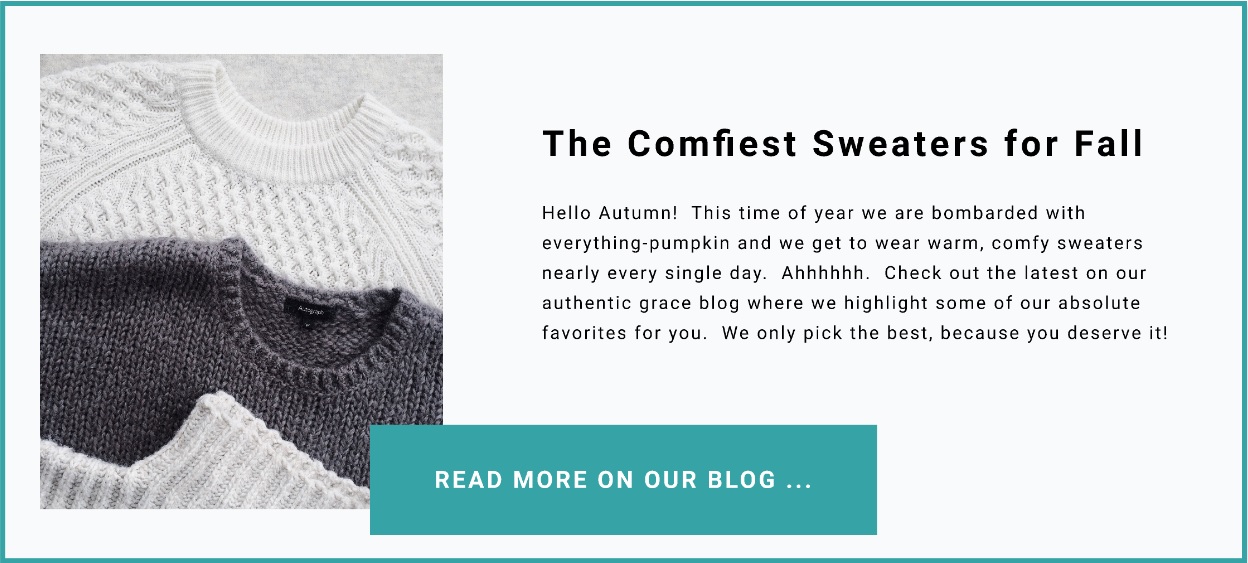 The Comfiest Sweaters for Fall
Hello Autumn!  This time of year we are bombarded with
everything-pumpkin and we get to wear warm, comfy sweaters
nearly every single day.  Ahhhhhh.  Check out the latest on our
authentic grace blog where we highlight some of our absolute
favorites for you.  We only pick the best, because you deserve it!
Autograph
READ MORE ON OUR BLOG ...